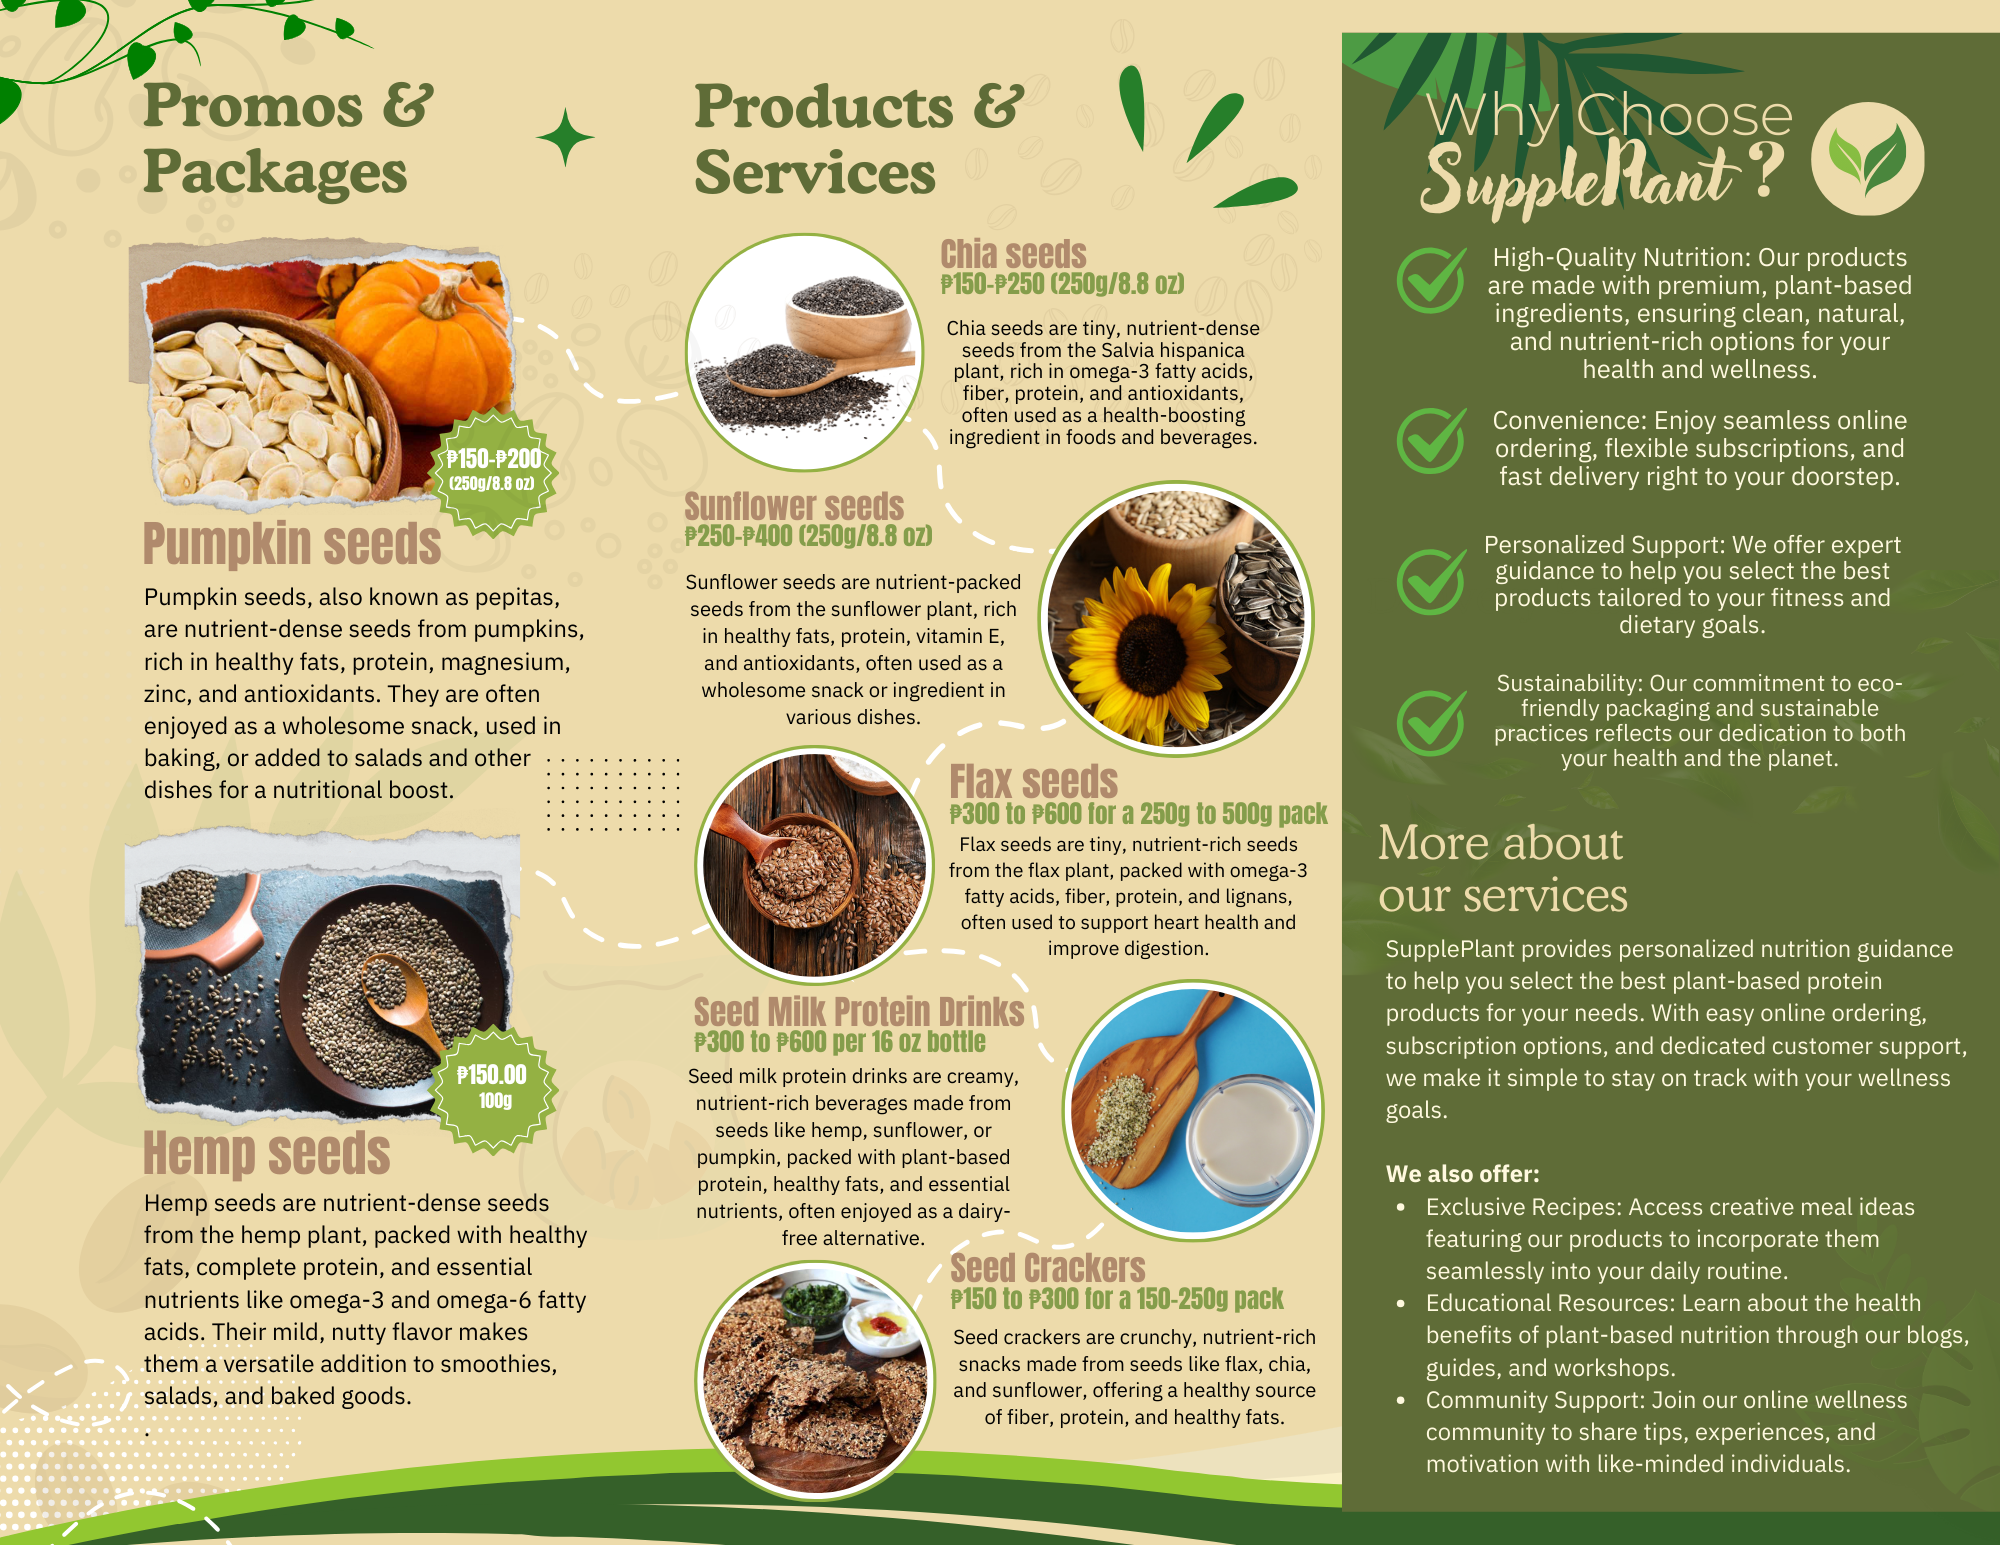 Promos &
Packages
₱150-₱200
(250g/8.8 oz)
Pumpkin seeds
Pumpkin seeds, also known as pepitas,
are nutrient-dense seeds from pumpkins,
rich in healthy fats, protein, magnesium,
zinc, and antioxidants. They are often
enjoyed as a wholesome snack, used in
baking, or added to salads and other
dishes for a nutritional boost.
₱150.00
100g
Hemp seeds
Hemp seeds are nutrient-dense seeds
from the hemp plant, packed with healthy
fats, complete protein, and essential
nutrients like omega-3 and omega-6 fatty
acids. Their mild, nutty flavor makes
them a versatile addition to smoothies,
salads, and baked goods.
.
Products &
Services
Chia seeds
₱150-₱250 (250g/8.8 oz)
Chia seeds are tiny, nutrient-dense
seeds from the Salvia hispanica
plant, rich in omega-3 fatty acids,
fiber, protein, and antioxidants,
often used as a health-boosting
ingredient in foods and beverages.
Sunflower seeds
₱250-₱400 (250g/8.8 oz)
Sunflower seeds are nutrient-packed
seeds from the sunflower plant, rich
in healthy fats, protein, vitamin E,
and antioxidants, often used as a
wholesome snack or ingredient in
various dishes.
Flax seeds
₱300 to ₱600 for a 250g to 500g pack
Flax seeds are tiny, nutrient-rich seeds
from the flax plant, packed with omega-3
fatty acids, fiber, protein, and lignans,
often used to support heart health and
improve digestion.
Seed Milk Protein Drinks
₱300 to ₱600 per 16 oz bottle
Seed milk protein drinks are creamy,
nutrient-rich beverages made from
seeds like hemp, sunflower, or
pumpkin, packed with plant-based
protein, healthy fats, and essential
nutrients, often enjoyed as a dairy-
free alternative.
Seed Crackers
₱150 to ₱300 for a 150-250g pack
Seed crackers are crunchy, nutrient-rich
snacks made from seeds like flax, chia,
and sunflower, offering a healthy source
of fiber, protein, and healthy fats.
Why Choose
SupplePlant ?
High-Quality Nutrition: Our products
are made with premium, plant-based
ingredients, ensuring clean, natural,
and nutrient-rich options for your
health and wellness.
Convenience: Enjoy seamless online
ordering, flexible subscriptions, and
fast delivery right to your doorstep.
Personalized Support: We offer expert
guidance to help you select the best
products tailored to your fitness and
dietary goals.
Sustainability: Our commitment to eco-
friendly packaging and sustainable
practices reflects our dedication to both
your health and the planet.
More about
our services
SupplePlant provides personalized nutrition guidance
to help you select the best plant-based protein
products for your needs. With easy online ordering,
subscription options, and dedicated customer support,
we make it simple to stay on track with your wellness
goals.
We also offer:
• Exclusive Recipes: Access creative meal ideas
featuring our products to incorporate them
seamlessly into your daily routine.
• Educational Resources: Learn about the health
benefits of plant-based nutrition through our blogs,
guides, and workshops.
• Community Support: Join our online wellness
community to share tips, experiences, and
motivation with like-minded individuals.